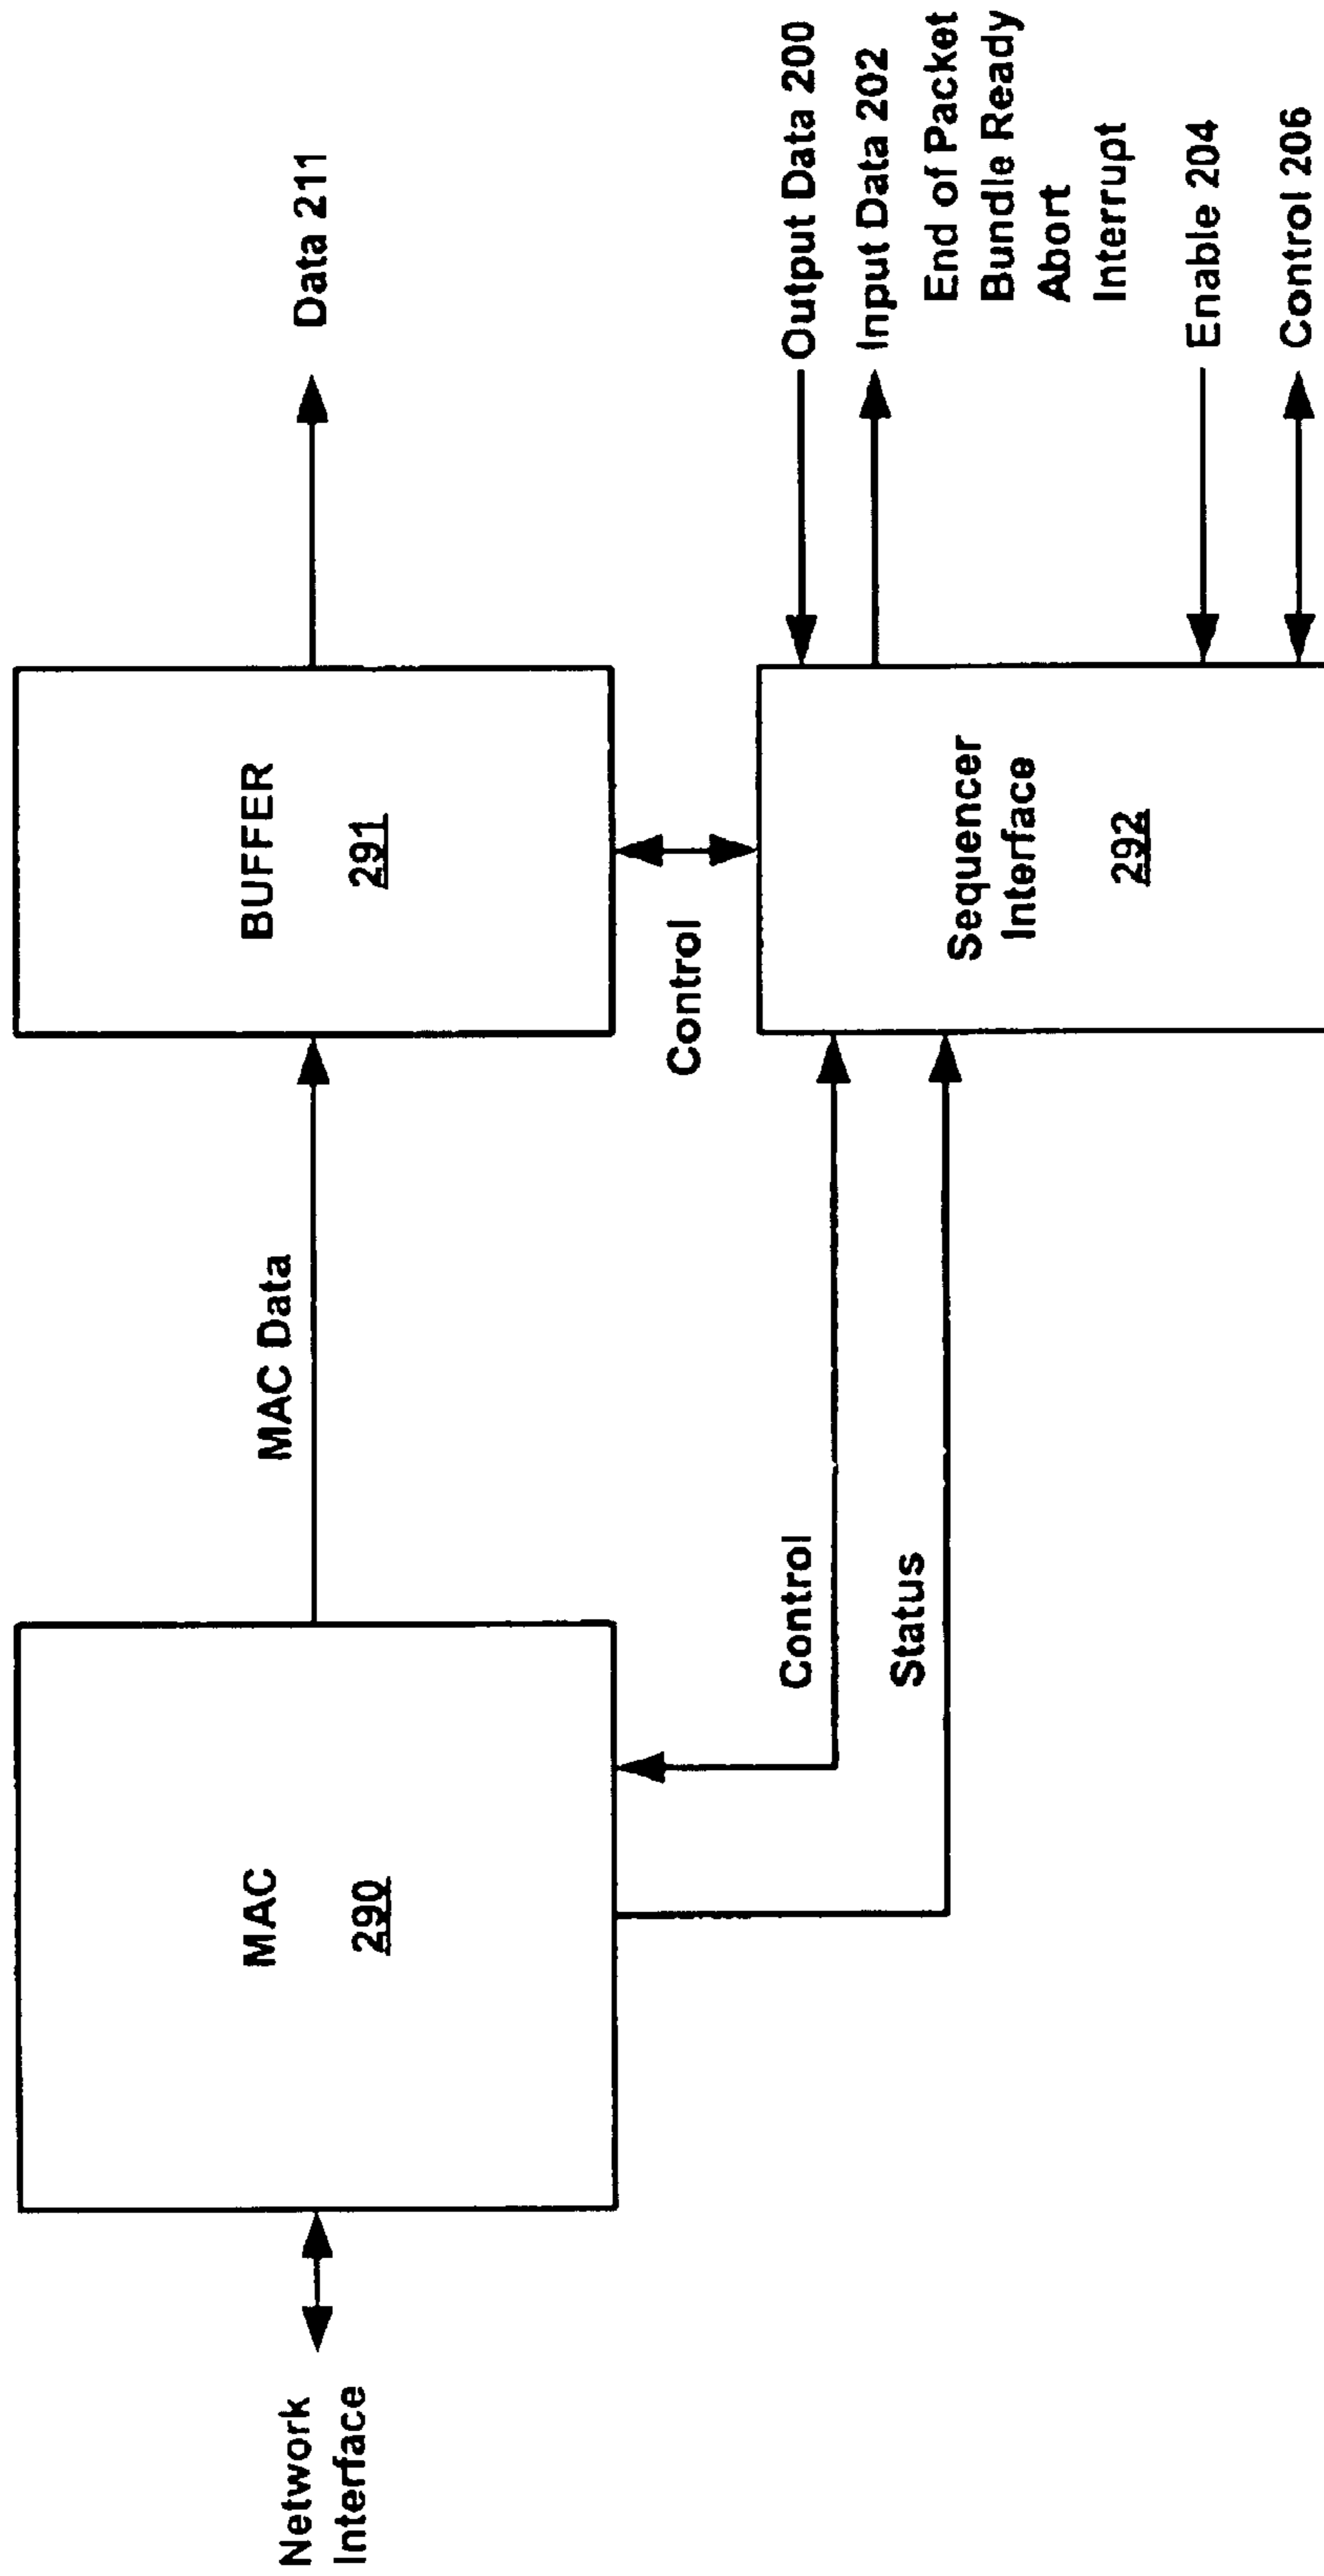 Network
Interface
MAC
290
MAC Data
BUFFER
291
Data 211
Control
Status
Control
Sequencer
Interface
292
Output Data 200
Input Data 202
End of Packet
Bundle Ready
Abort
Interrupt
Enable 204
Control 206